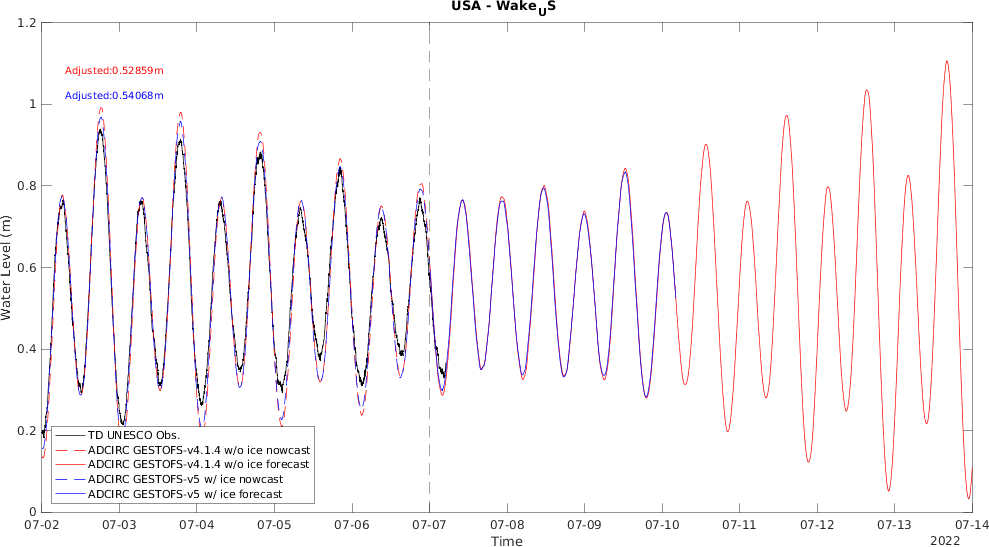 USA - Wake_US
1.2
Adjusted:0.52859m
Adjusted:0.54068m
1
0.8
0.6
0.4
0.2
0
Water Level (m)
TD UNESCO Obs.
ADCIRC GESTOFS-v4.1.4 w/o ice nowcast
ADCIRC GESTOFS-v4.1.4 w/o ice forecast
ADCIRC GESTOFS-v5 w/ ice nowcast
ADCIRC GESTOFS-v5 w/ ice forecast
07-02 07-03 07-04 07-05 07-06 07-07 07-08 07-09 07-10 07-11 07-12 07-13 07-14
Time
2022